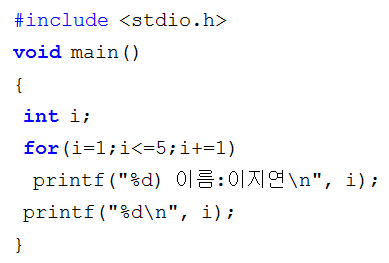 #include <stdio.h>
void main()
{
int i;
for(i=1;i<=5;i+=1)
printf("%d) 이름:이지연\n", i);
printf("%d\n", i);
}